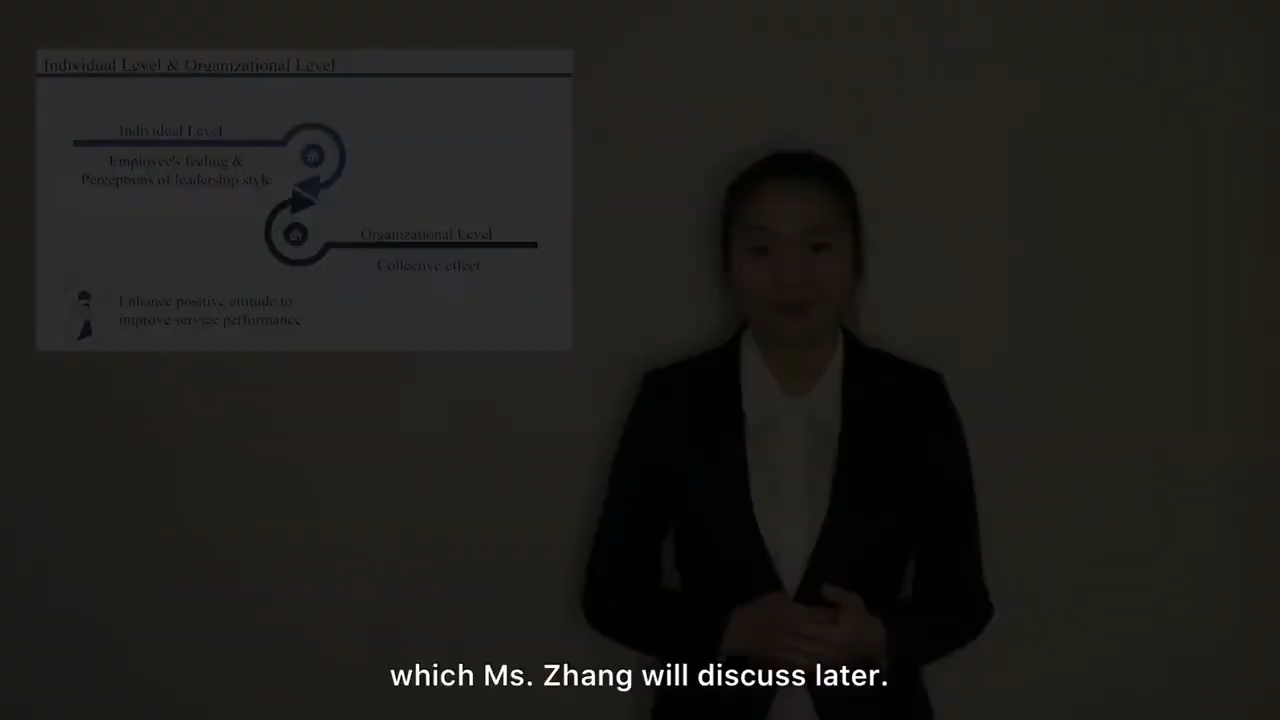 Individual Level & Organizational Level
Individual Level
Employee's feeling &
Perceptions of leadership style
Organizational Level
Collective effect
Enhance positive attitude to
improve service performance
which Ms. Zhang will discuss later.